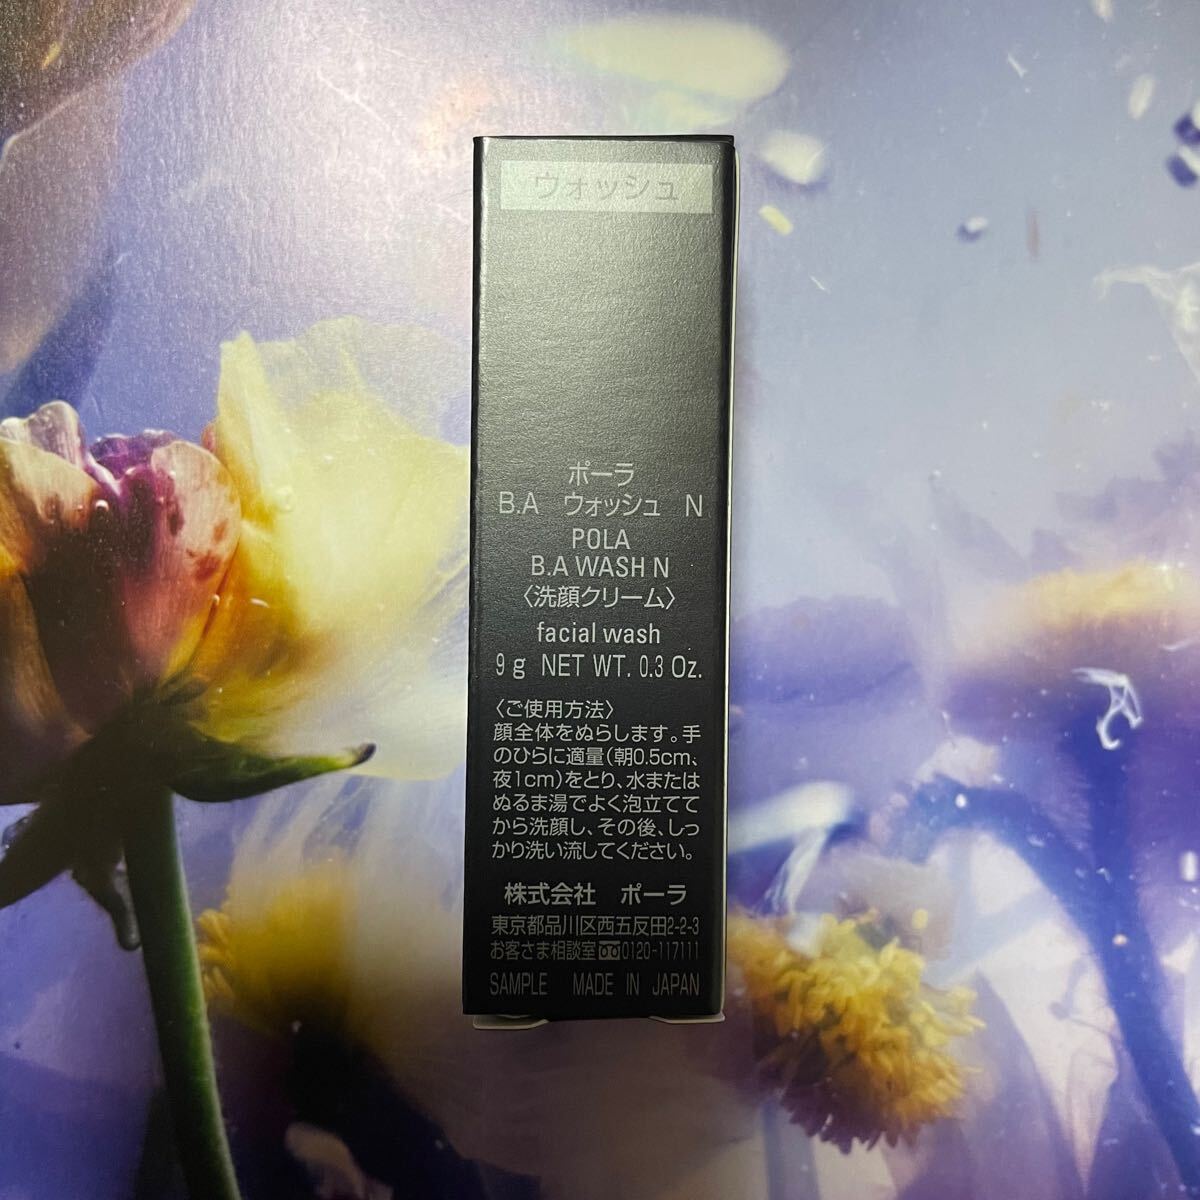 ウォッシュ
ポーラ
B.A　ウォッシュ　N
POLA
B.A WASH N
〈洗顔クリーム〉
facial wash
9 g NET WT. 0.3 Oz.
〈ご使用方法〉
顔全体をぬらします。手
のひらに適量(朝0.5cm、
夜1cm)をとり、水または
ぬるま湯でよく泡立てて
から洗顔し、その後、しっ
かり洗い流してください。
株式会社　ポーラ
東京都品川区西五反田2-2-3
お客さま相談室0120-117111
SAMPLE MADE IN JAPAN